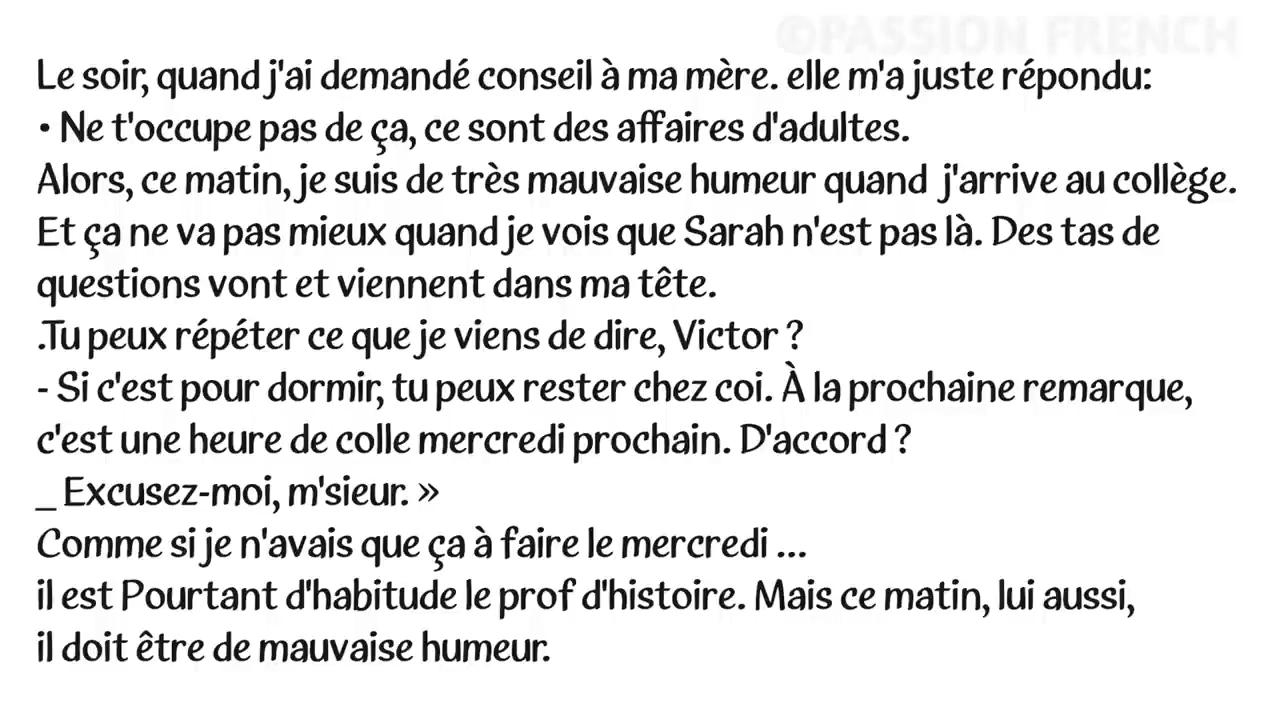 ©PASSION FRENCH
Le soir, quand j'ai demandé conseil à ma mère. elle m'a juste répondu:
• Ne t'occupe pas de ça, ce sont des affaires d'adultes.
Alors, ce matin, je suis de très mauvaise humeur quand j'arrive au collège.
Et ça ne va pas mieux quand je vois que Sarah n'est pas là. Des tas de
questions vont et viennent dans ma tête.
.Tu peux répéter ce que je viens de dire, Victor ?
- Si c'est pour dormir, tu peux rester chez coi. À la prochaine remarque,
c'est une heure de colle mercredi prochain. D'accord ?
_ Excusez-moi, m'sieur. »
Comme si je n'avais que ça à faire le mercredi ...
il est Pourtant d'habitude le prof d'histoire. Mais ce matin, lui aussi,
il doit être de mauvaise humeur.